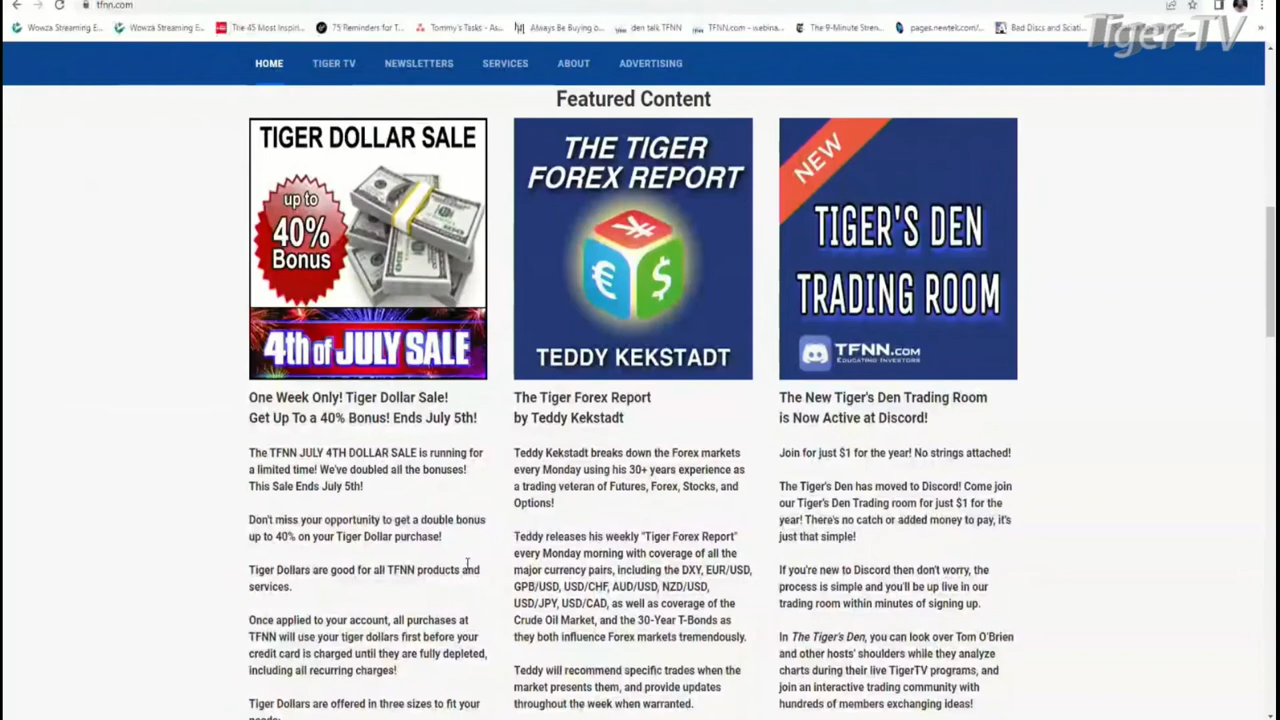 tfnn.com
Tiger-TV
Wowza Streaming E...
Wowza Streaming E...
The 45 Most Inspiri...
75 Reminders for T...
Tommy's Tasks - As...
Always Be Buying o...
den talk TFNN
TFNN.com - webina...
The 9-Minute Stren...
pages.newtek.com/...
Bad Discs and Sciati...
HOME
TIGER TV
NEWSLETTERS
SERVICES
ABOUT
ADVERTISING
Featured Content
TIGER DOLLAR SALE
up to
40%
Bonus
4th of JULY SALE
One Week Only! Tiger Dollar Sale!
Get Up To a 40% Bonus! Ends July 5th!
The TFNN JULY 4TH DOLLAR SALE is running for
a limited time! We've doubled all the bonuses!
This Sale Ends July 5th!
Don't miss your opportunity to get a double bonus
up to 40% on your Tiger Dollar purchase!
Tiger Dollars are good for all TFNN products and
services.
Once applied to your account, all purchases at
TFNN will use your tiger dollars first before your
credit card is charged until they are fully depleted,
including all recurring charges!
Tiger Dollars are offered in three sizes to fit your
THE TIGER
FOREX REPORT
¥
€
$
TEDDY KEKSTADT
The Tiger Forex Report
by Teddy Kekstadt
Teddy Kekstadt breaks down the Forex markets
every Monday using his 30+ years experience as
a trading veteran of Futures, Forex, Stocks, and
Options!
Teddy releases his weekly "Tiger Forex Report"
every Monday morning with coverage of all the
major currency pairs, including the DXY, EUR/USD,
GPB/USD, USD/CHF, AUD/USD, NZD/USD,
USD/JPY, USD/CAD, as well as coverage of the
Crude Oil Market, and the 30-Year T-Bonds as
they both influence Forex markets tremendously.
Teddy will recommend specific trades when the
market presents them, and provide updates
throughout the week when warranted.
NEW
TIGER'S DEN
TRADING ROOM
TFNN.COM
EDUCATING INVESTORS
The New Tiger's Den Trading Room
is Now Active at Discord!
Join for just $1 for the year! No strings attached!
The Tiger's Den has moved to Discord! Come join
our Tiger's Den Trading room for just $1 for the
year! There's no catch or added money to pay, it's
just that simple!
If you're new to Discord then don't worry, the
process is simple and you'll be up live in our
trading room within minutes of signing up.
In The Tiger's Den, you can look over Tom O'Brien
and other hosts' shoulders while they analyze
charts during their live TigerTV programs, and
join an interactive trading community with
hundreds of members exchanging ideas!